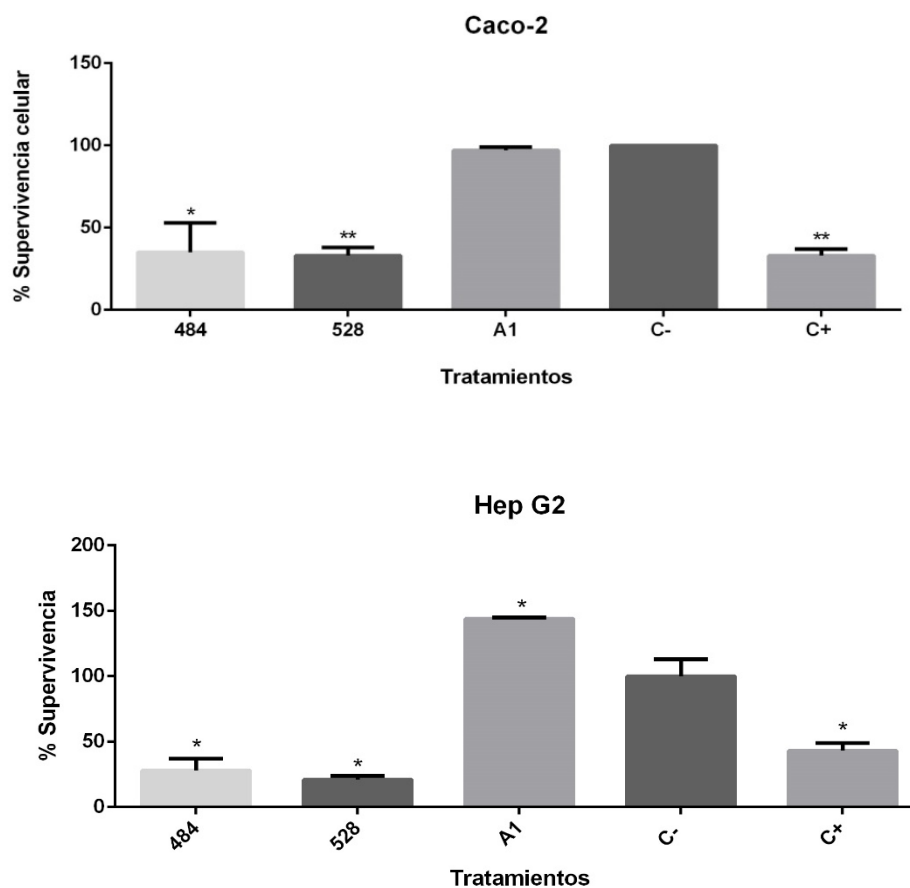 Caco-2
% Supervivencia celular
150
100
50
0
*
**
**
484 528 A1 C- C+
Tratamientos
Hep G2
% Supervivencia
200
150
100
50
0
*
*
*
*
484 528 A1 C- C+
Tratamientos